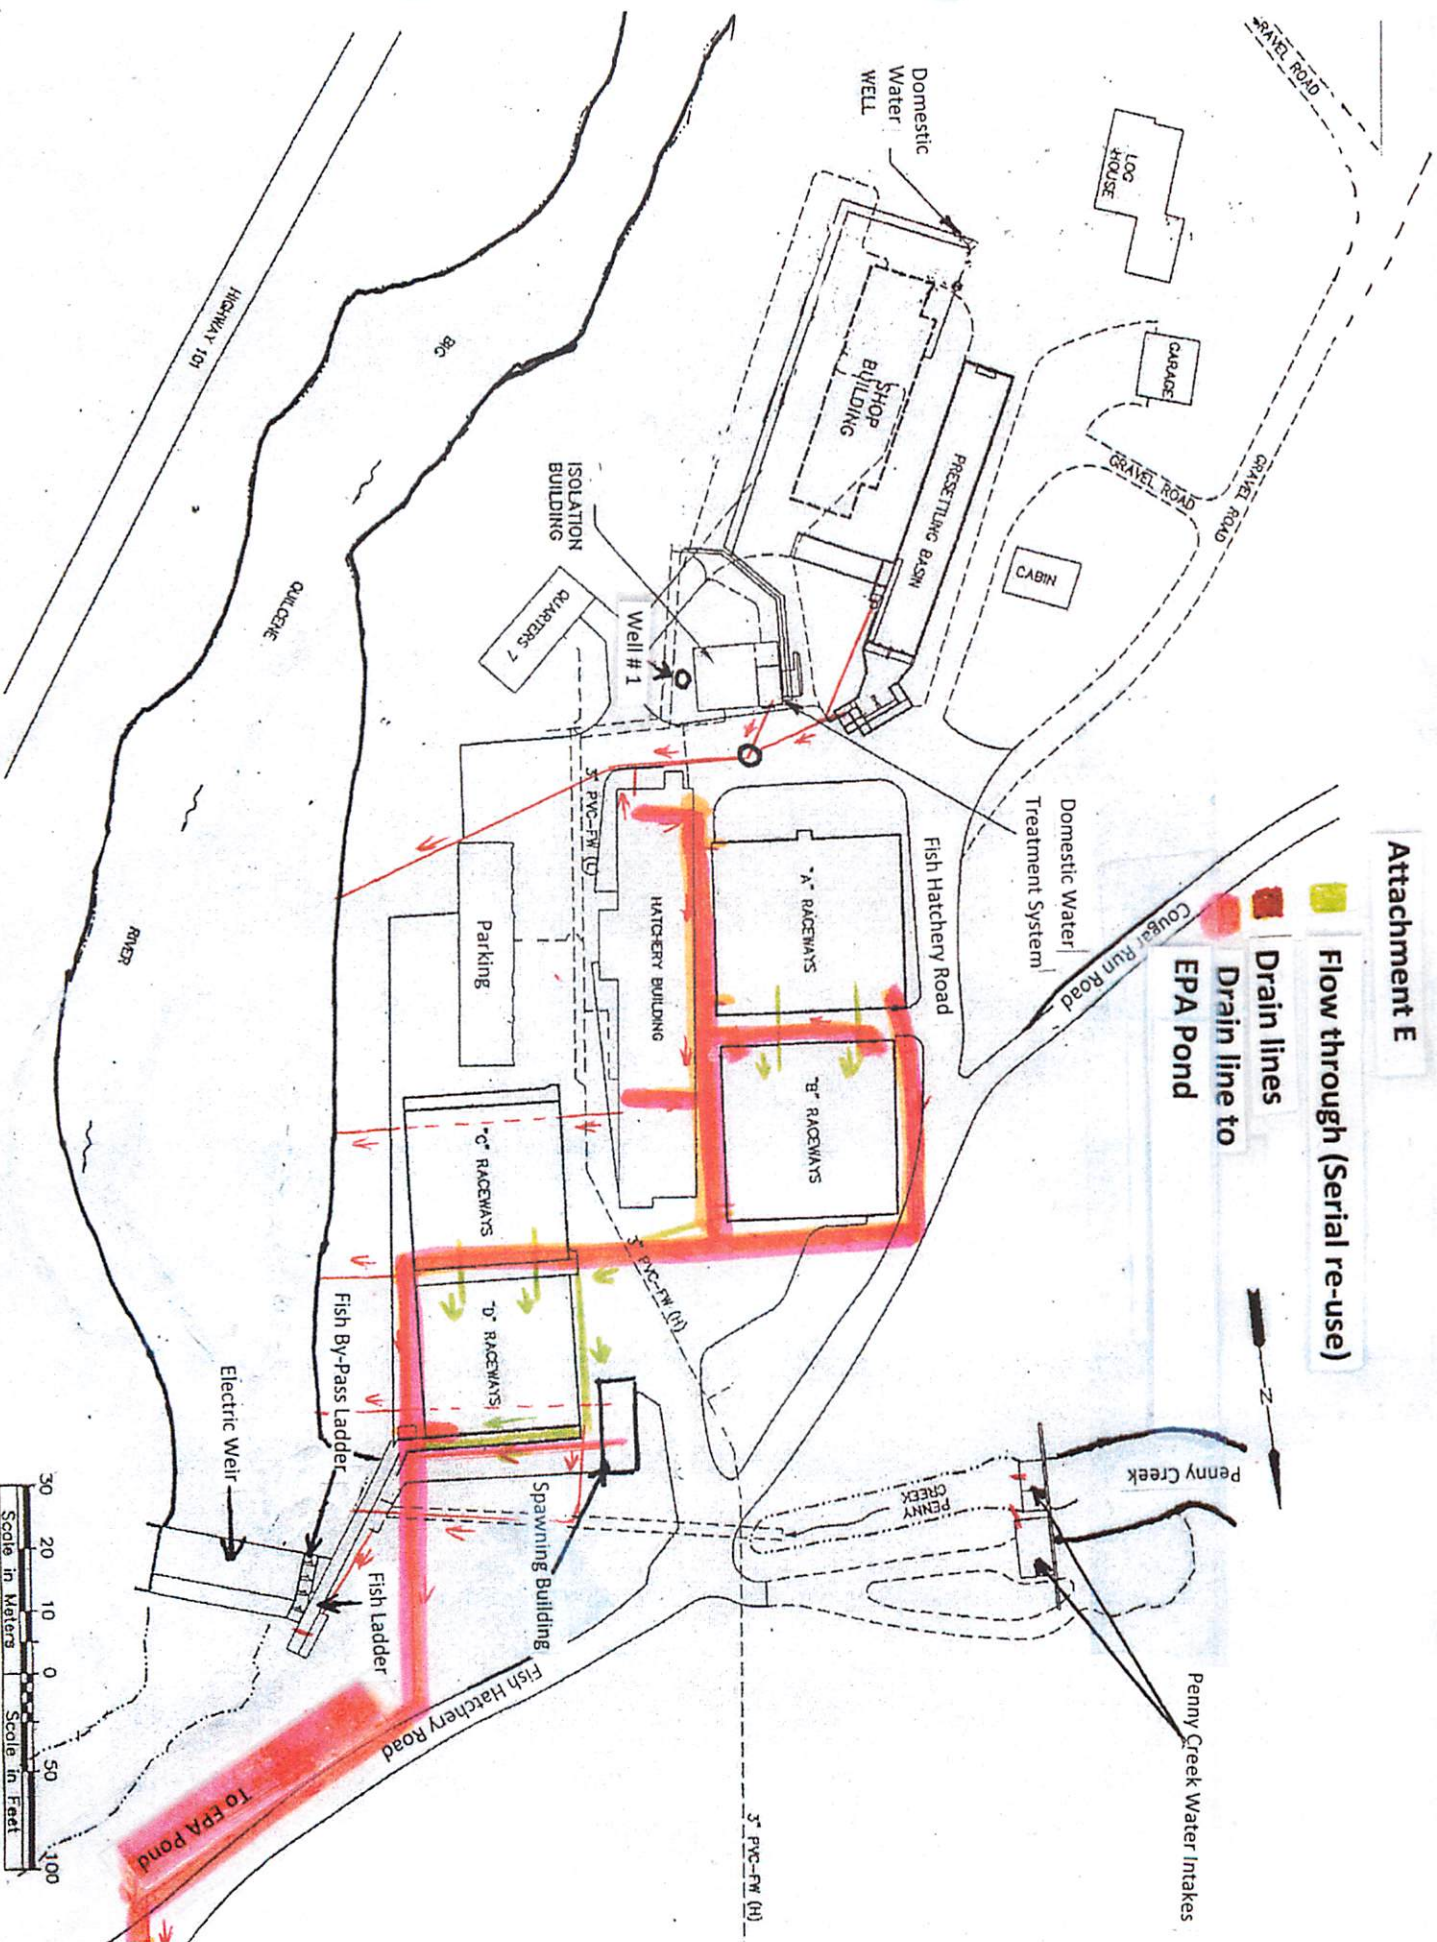 Attachment E
Flow through (Serial re-use)
Drain lines
Drain line to
EPA Pond
N
GRAVEL ROAD
LOG
HOUSE
GARAGE
GRAVEL ROAD
GRAVEL ROAD
CABIN
Domestic
Water
WELL
SHOP
BUILDING
PRESETTLING BASIN
ISOLATION
BUILDING
QUARTERS 7
Well # 1
Domestic Water
Treatment System
Cougar Run Road
Fish Hatchery Road
"A" RACEWAYS
"B" RACEWAYS
HATCHERY BUILDING
3" PVC-FW (L)
Parking
"C" RACEWAYS
"D" RACEWAYS
3" PVC-FW (H)
HIGHWAY 101
BIG
QUILCENE
RIVER
Penny Creek
PENNY
CREEK
Penny Creek Water Intakes
Spawning Building
Fish By-Pass Ladder
Electric Weir
Fish Ladder
Fish Hatchery Road
To EPA Pond
3" PVC-FW (H)
30 20 10 0 50 100
Scale in Meters Scale in Feet